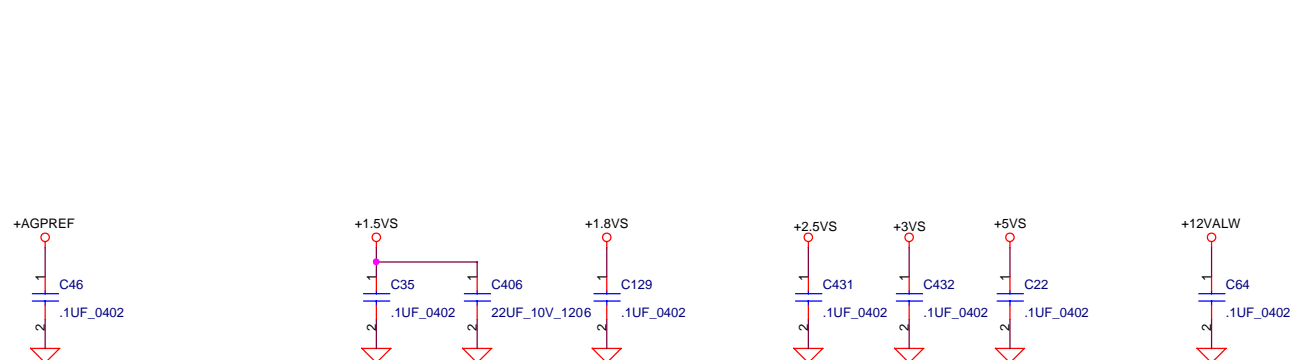 +AGPREF
+1.5VS
+1.8VS
+2.5VS
+3VS
+5VS
+12VALW
1
1
1
1
1
1
1
1
C46
C35
C406
C129
C431
C432
C22
C64
.1UF_0402
.1UF_0402
22UF_10V_1206
.1UF_0402
.1UF_0402
.1UF_0402
.1UF_0402
.1UF_0402
2
2
2
2
2
2
2
2